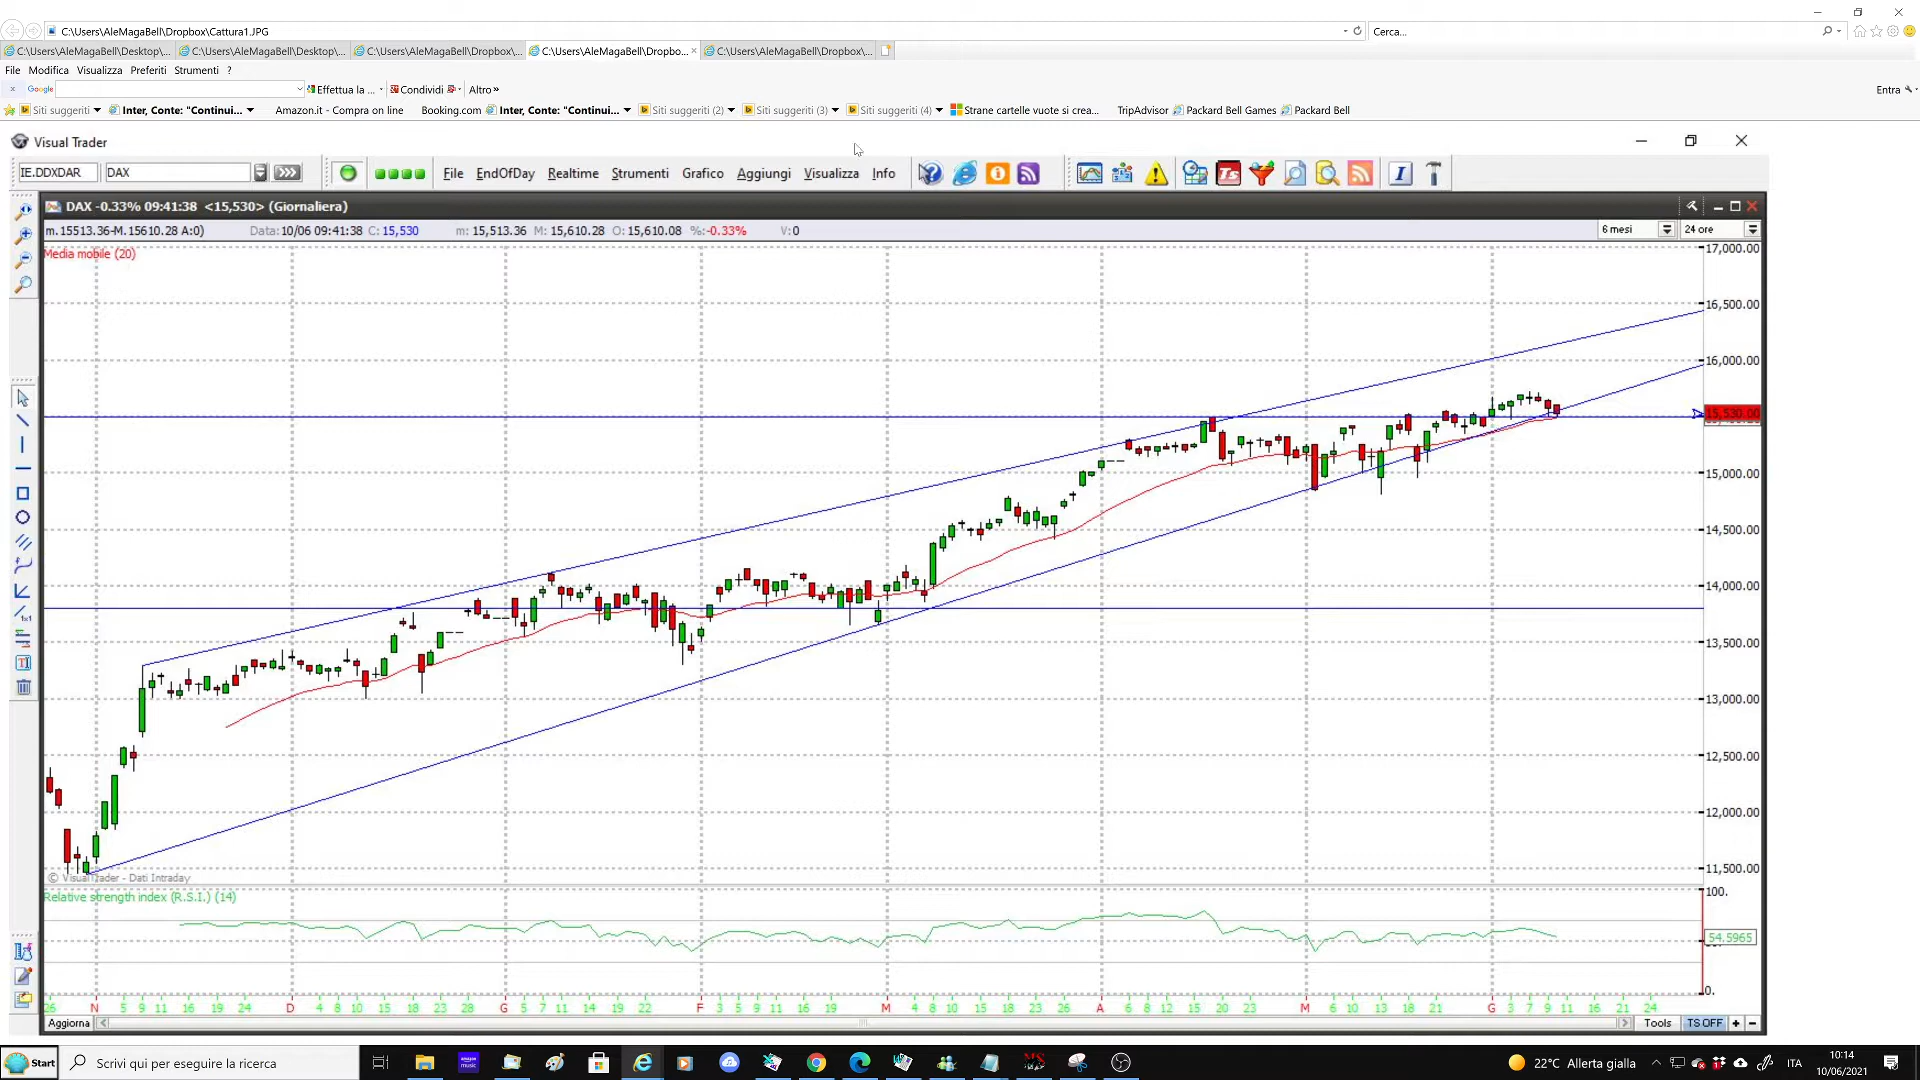 C:\Users\AleMagaBell\Dropbox\Cattura1.JPG
Cerca...
C:\Users\AleMagaBell\Desktop\...
C:\Users\AleMagaBell\Desktop\...
C:\Users\AleMagaBell\Dropbox\...
C:\Users\AleMagaBell\Dropbo...
C:\Users\AleMagaBell\Dropbox\...
File Modifica Visualizza Preferiti Strumenti ?
x Google Effettua la ... Condividi Altro » Entra
Siti suggeriti Inter, Conte: "Continui... Amazon.it - Compra on line Booking.com Inter, Conte: "Continui... Siti suggeriti (2) Siti suggeriti (3) Siti suggeriti (4) Strane cartelle vuote si crea... TripAdvisor Packard Bell Games Packard Bell
Visual Trader
IE.DDXDAR DAX File EndOfDay Realtime Strumenti Grafico Aggiungi Visualizza Info Ts I
DAX -0.33% 09:41:38 <15,530> (Giornaliera)
m.15513.36-M.15610.28 A:0) Data: 10/06 09:41:38 C: 15,530 m: 15,513.36 M: 15,610.28 O: 15,610.08 %: -0.33% V: 0 6 mesi 24 ore
Media mobile (20)
17,000.00
16,500.00
16,000.00
15,530.00
15,000.00
14,500.00
14,000.00
13,500.00
13,000.00
12,500.00
12,000.00
11,500.00
© VisualTrader - Dati Intraday
Relative strength index (R.S.I.) (14)
100.
54.5965
0.
26 N 5 9 11 16 19 24 D 4 8 10 15 18 23 28 G 5 7 11 14 19 22 F 3 5 9 11 16 19 24 M 4 8 10 15 18 23 26 A 6 8 12 15 20 23 M 6 10 13 18 21 G 3 7 9 11 16 21 24
Aggiorna Tools TS OFF + -
Start Scrivi qui per eseguire la ricerca 22°C Allerta gialla ITA 10:14
10/06/2021